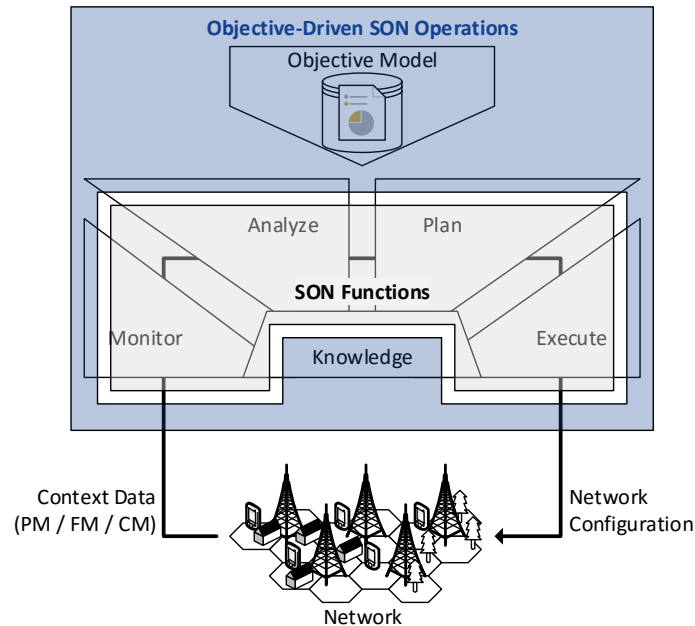 Objective-Driven SON Operations
Objective Model
Analyze
Plan
SON Functions
Monitor
Execute
Knowledge
Context Data
(PM / FM / CM)
Network
Configuration
Network